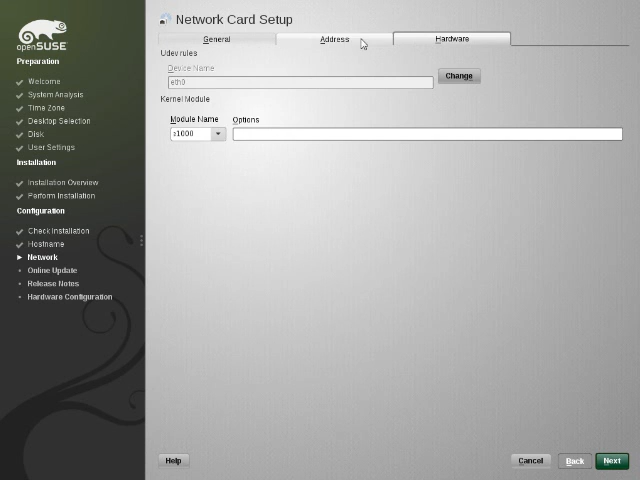 openSUSE
Preparation
Welcome
System Analysis
Time Zone
Desktop Selection
Disk
User Settings
Installation
Installation Overview
Perform Installation
Configuration
Check Installation
Hostname
Network
Online Update
Release Notes
Hardware Configuration
Network Card Setup
General Address Hardware
Udev rules
Device Name
eth0 Change
Kernel Module
Module Name Options
e1000
Help Cancel Back Next